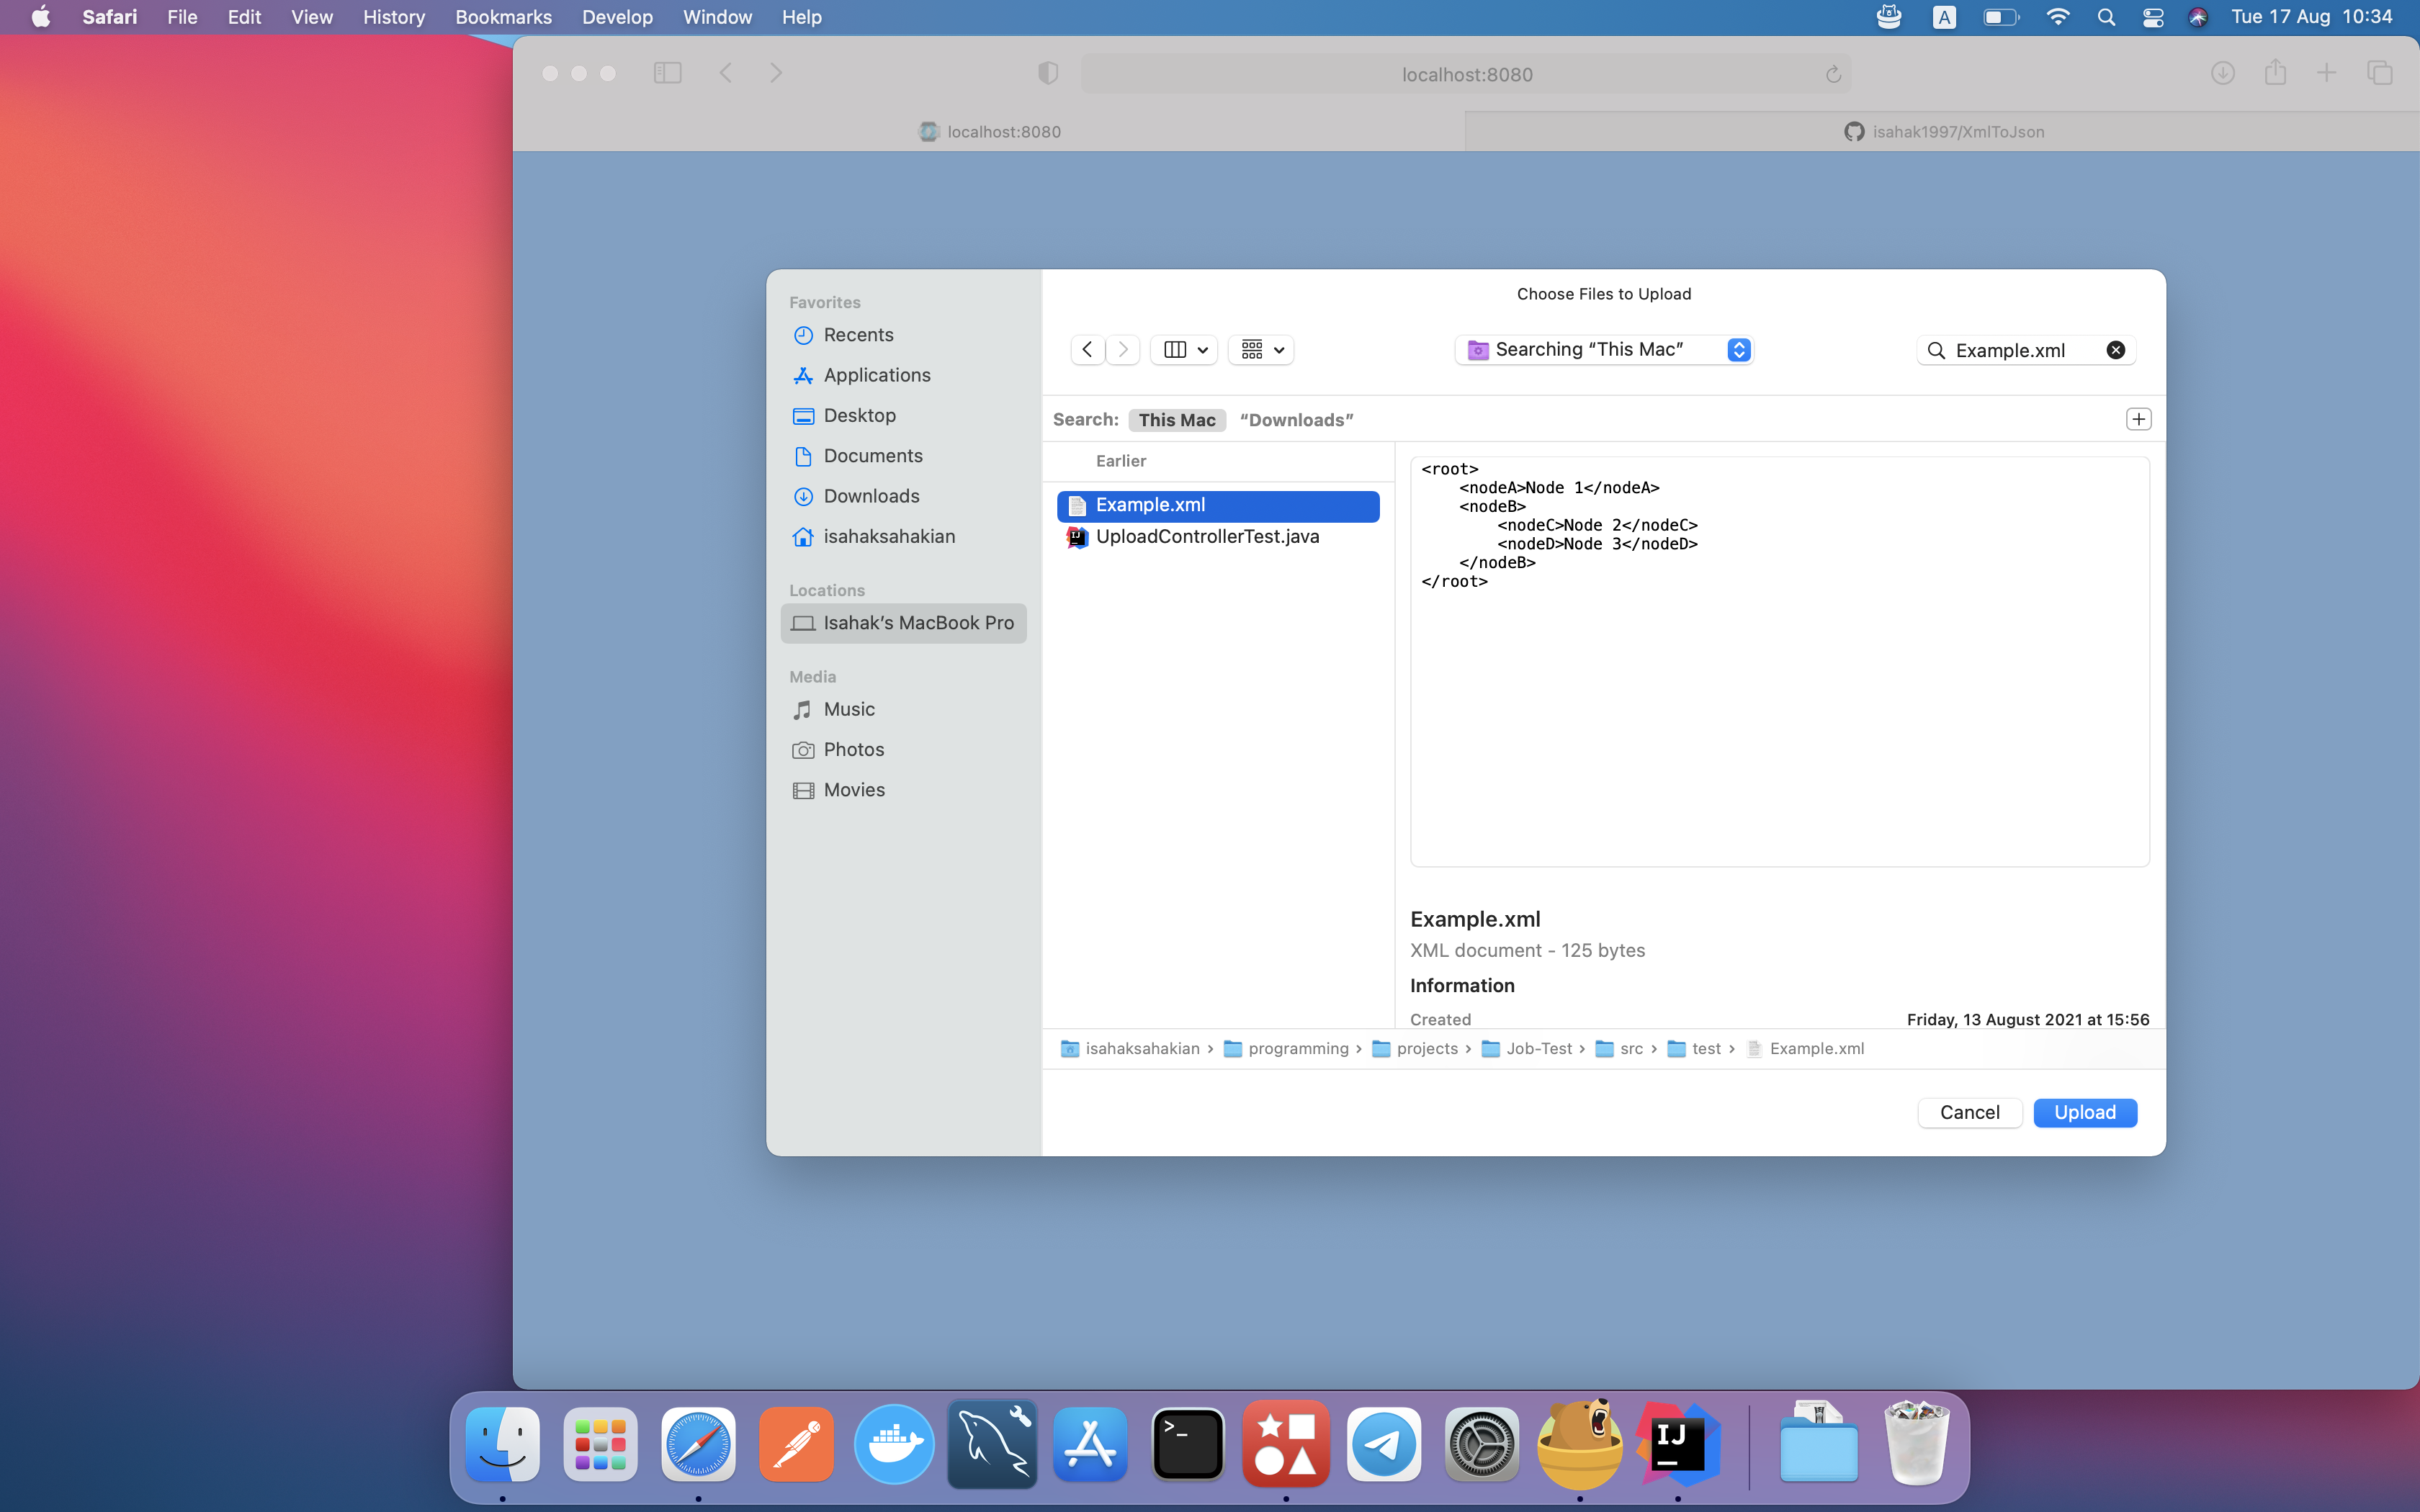 Safari File Edit View History Bookmarks Develop Window Help A Tue 17 Aug 10:34
localhost:8080
localhost:8080
isahak1997/XmlToJson
Choose Files to Upload
Searching “This Mac”
Example.xml
Favorites
Recents
Applications
Desktop
Documents
Downloads
isahaksahakian
Locations
Isahak’s MacBook Pro
Media
Music
Photos
Movies
Search: This Mac “Downloads”
Earlier
Example.xml
UploadControllerTest.java
<root>
    <nodeA>Node 1</nodeA>
    <nodeB>
        <nodeC>Node 2</nodeC>
        <nodeD>Node 3</nodeD>
    </nodeB>
</root>
Example.xml
XML document - 125 bytes
Information
Created Friday, 13 August 2021 at 15:56
isahaksahakian › programming › projects › Job-Test › src › test › Example.xml
Cancel Upload
>_
IJ